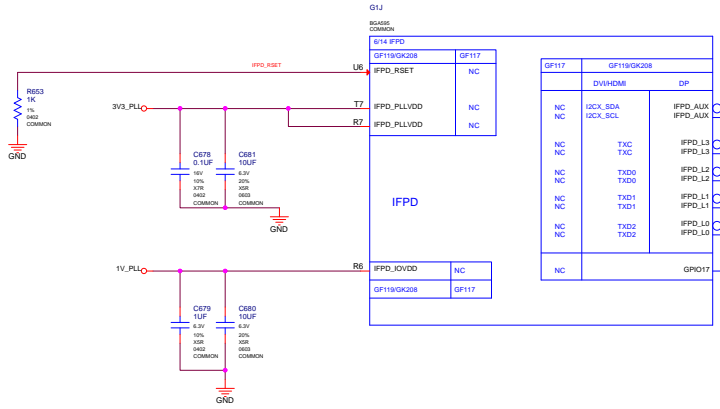 G1J
BGA595
COMMON
6/14 IFPD
GF119/GK208 GF117
IFPD_RSET
U6 IFPD_RSET NC
R653
1K
1%
0402
COMMON
GND
3V3_PLL
T7 IFPD_PLLVDD NC
R7 IFPD_PLLVDD NC
C678
0.1UF
16V
10%
X7R
0402
COMMON
C681
10UF
6.3V
20%
X5R
0603
COMMON
GND
IFPD
1V_PLL
R6 IFPD_IOVDD NC
GF119/GK208 GF117
C679
1UF
6.3V
10%
X5R
0402
COMMON
C680
10UF
6.3V
20%
X5R
0603
COMMON
GND
GF117 GF119/GK208
DVI/HDMI DP
NC I2CX_SDA IFPD_AUX
NC I2CX_SCL IFPD_AUX
NC TXC IFPD_L3
NC TXC IFPD_L3
NC TXD0 IFPD_L2
NC TXD0 IFPD_L2
NC TXD1 IFPD_L1
NC TXD1 IFPD_L1
NC TXD2 IFPD_L0
NC TXD2 IFPD_L0
NC GPIO17